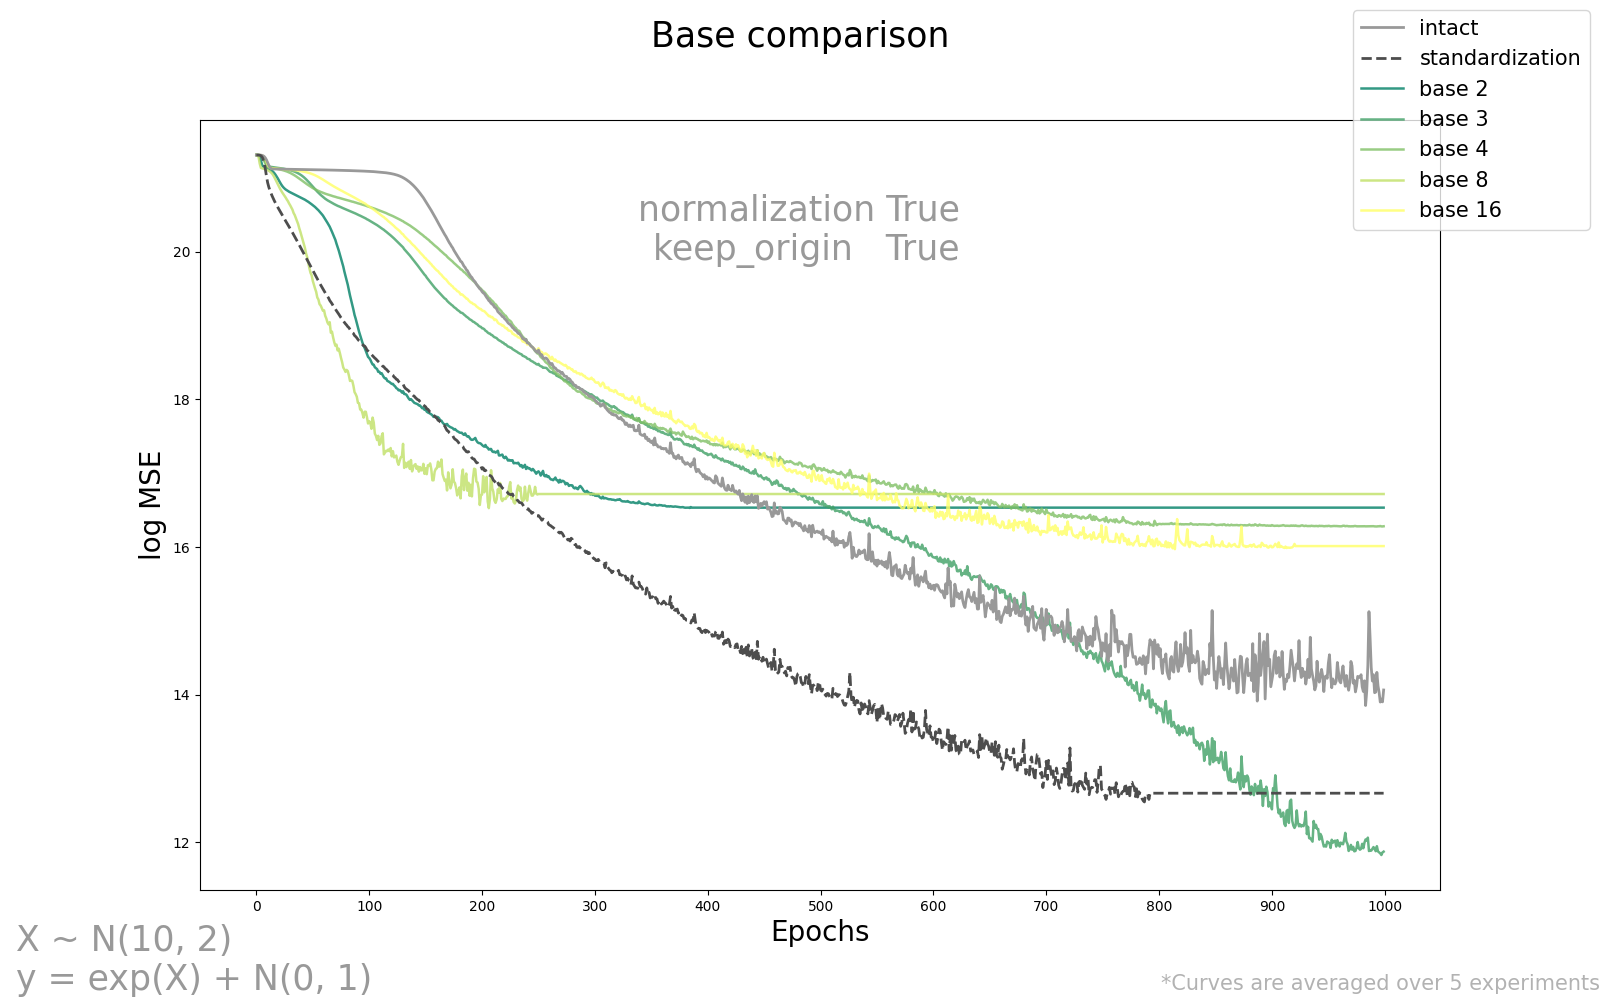 Base comparison
intact
standardization
base 2
base 3
base 4
base 8
base 16
normalization True
keep_origin True
log MSE
20
18
16
14
12
0 100 200 300 400 500 600 700 800 900 1000
Epochs
X ~ N(10, 2)
y = exp(X) + N(0, 1)
*Curves are averaged over 5 experiments